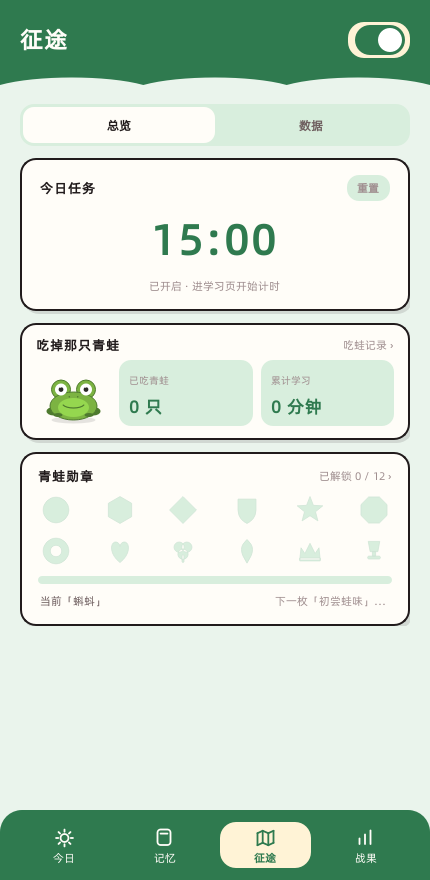 征途
总览
数据
今日任务
重置
15:00
已开启 · 进学习页开始计时
吃掉那只青蛙
吃蛙记录 ›
已吃青蛙
累计学习
0 只
0 分钟
青蛙勋章
已解锁 0 / 12 ›
当前「蝌蚪」
下一枚「初尝蛙味」...
今日
记忆
征途
战果